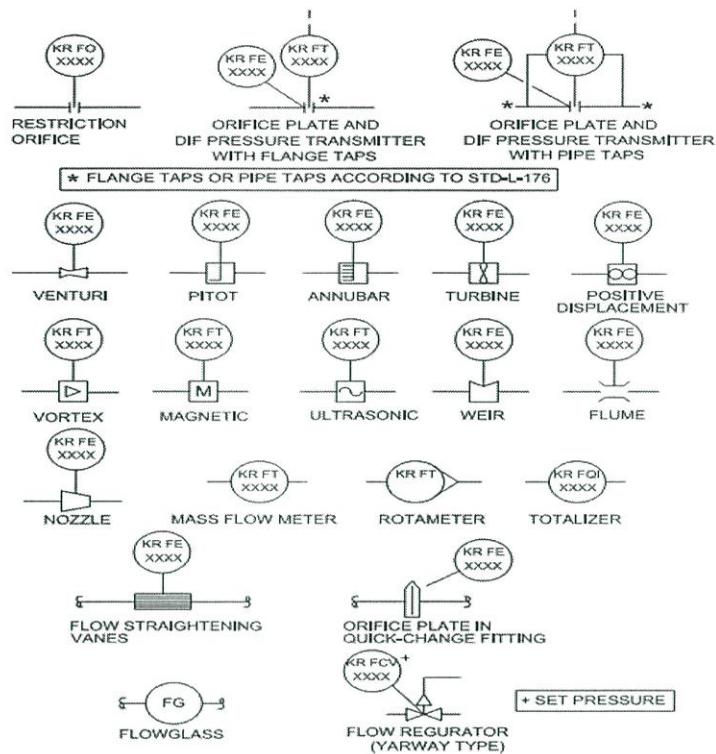 KR FO
XXXX
RESTRICTION
ORIFICE
KR FE
XXXX
KR FT
XXXX
*
ORIFICE PLATE AND
DIF PRESSURE TRANSMITTER
WITH FLANGE TAPS
KR FE
XXXX
KR FT
XXXX
* *
ORIFICE PLATE AND
DIF PRESSURE TRANSMITTER
WITH PIPE TAPS
* FLANGE TAPS OR PIPE TAPS ACCORDING TO STD-L-176
KR FE
XXXX
VENTURI
KR FE
XXXX
PITOT
KR FE
XXXX
ANNUBAR
KR FE
XXXX
TURBINE
KR FE
XXXX
POSITIVE
DISPLACEMENT
KR FT
XXXX
VORTEX
KR FT
XXXX
M
MAGNETIC
KR FT
XXXX
ULTRASONIC
KR FE
XXXX
WEIR
KR FE
XXXX
FLUME
KR FE
XXXX
NOZZLE
KR FT
XXXX
MASS FLOW METER
KR FT
ROTAMETER
KR FQI
XXXX
TOTALIZER
KR FE
XXXX
FLOW STRAIGHTENING
VANES
KR FE
XXXX
ORIFICE PLATE IN
QUICK-CHANGE FITTING
FG
FLOWGLASS
KR FCV +
XXXX
FLOW REGURATOR
(YARWAY TYPE)
+ SET PRESSURE